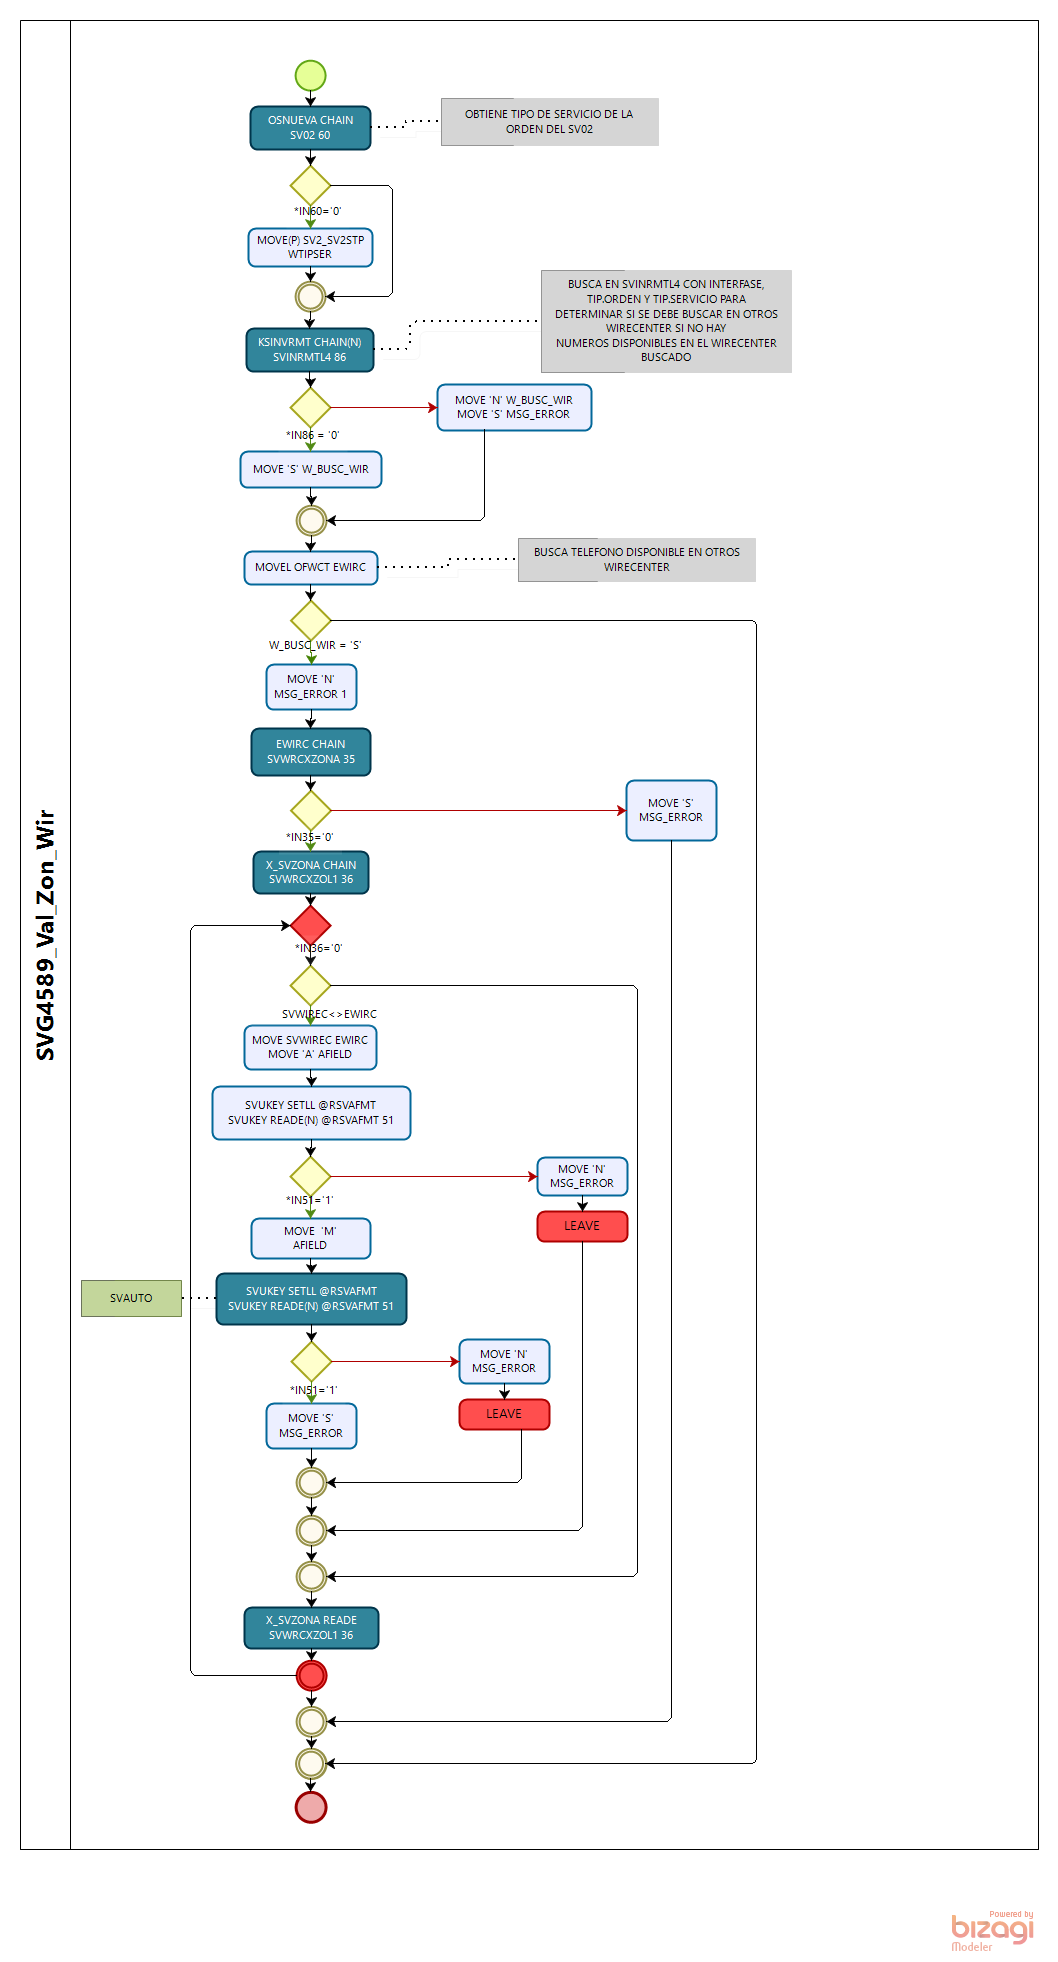 SVG4589_Val_Zon_Wir
OSNUEVA CHAIN
SV02 60
OBTIENE TIPO DE SERVICIO DE LA
ORDEN DEL SV02
*IN60='0'
MOVE(P) SV2_SV2STP
WTIPSER
BUSCA EN SVINRMTL4 CON INTERFASE,
TIP.ORDEN Y TIP.SERVICIO PARA
DETERMINAR SI SE DEBE BUSCAR EN OTROS
WIRECENTER SI NO HAY
NUMEROS DISPONIBLES EN EL WIRECENTER
BUSCADO
KSINVRMT CHAIN(N)
SVINRMTL4 86
MOVE 'N' W_BUSC_WIR
MOVE 'S' MSG_ERROR
*IN86 = '0'
MOVE 'S' W_BUSC_WIR
MOVEL OFWCT EWIRC
BUSCA TELEFONO DISPONIBLE EN OTROS
WIRECENTER
W_BUSC_WIR = 'S'
MOVE 'N'
MSG_ERROR 1
EWIRC CHAIN
SVWRCXZONA 35
MOVE 'S'
MSG_ERROR
*IN35='0'
X_SVZONA CHAIN
SVWRCXZOL1 36
*IN36='0'
SVWIREC<>EWIRC
MOVE SVWIREC EWIRC
MOVE 'A' AFIELD
SVUKEY SETLL @RSVAFMT
SVUKEY READE(N) @RSVAFMT 51
MOVE 'N'
MSG_ERROR
*IN51='1'
LEAVE
MOVE 'M'
AFIELD
SVAUTO
SVUKEY SETLL @RSVAFMT
SVUKEY READE(N) @RSVAFMT 51
MOVE 'N'
MSG_ERROR
*IN51='1'
LEAVE
MOVE 'S'
MSG_ERROR
X_SVZONA READE
SVWRCXZOL1 36
Powered by
bizagi
Modeler